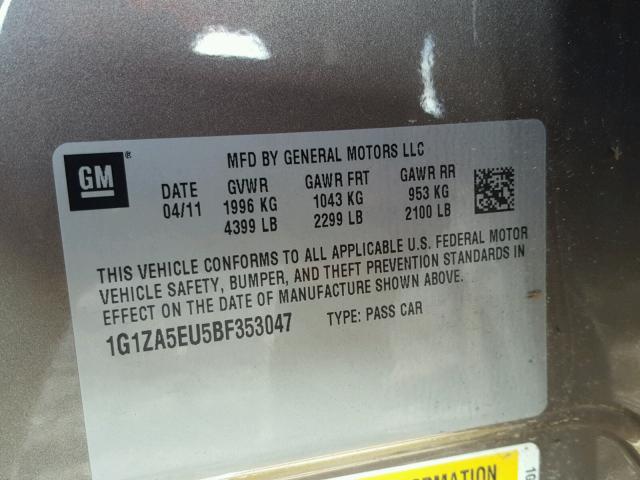 GM
MFD BY GENERAL MOTORS LLC
DATE GVWR GAWR FRT GAWR RR
04/11 1996 KG 1043 KG 953 KG
4399 LB 2299 LB 2100 LB
THIS VEHICLE CONFORMS TO ALL APPLICABLE U.S. FEDERAL MOTOR
VEHICLE SAFETY, BUMPER, AND THEFT PREVENTION STANDARDS IN
EFFECT ON THE DATE OF MANUFACTURE SHOWN ABOVE.
1G1ZA5EU5BF353047 TYPE: PASS CAR